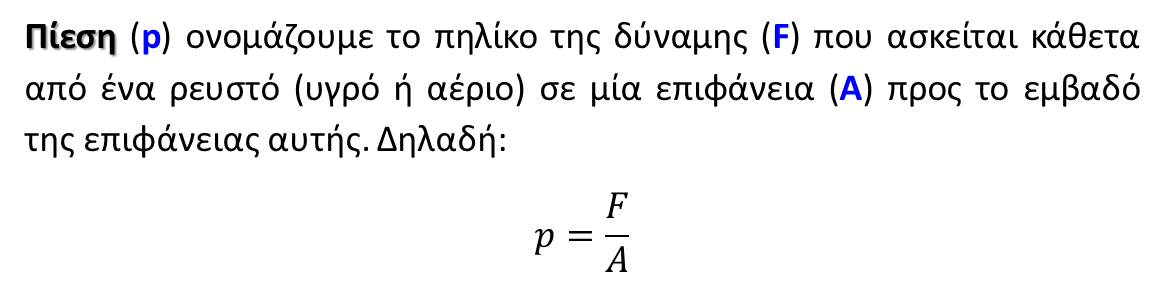 Πίεση (p) ονομάζουμε το πηλίκο της δύναμης (F) που ασκείται κάθετα
από ένα ρευστό (υγρό ή αέριο) σε μία επιφάνεια (A) προς το εμβαδό
της επιφάνειας αυτής. Δηλαδή:
p = F/A